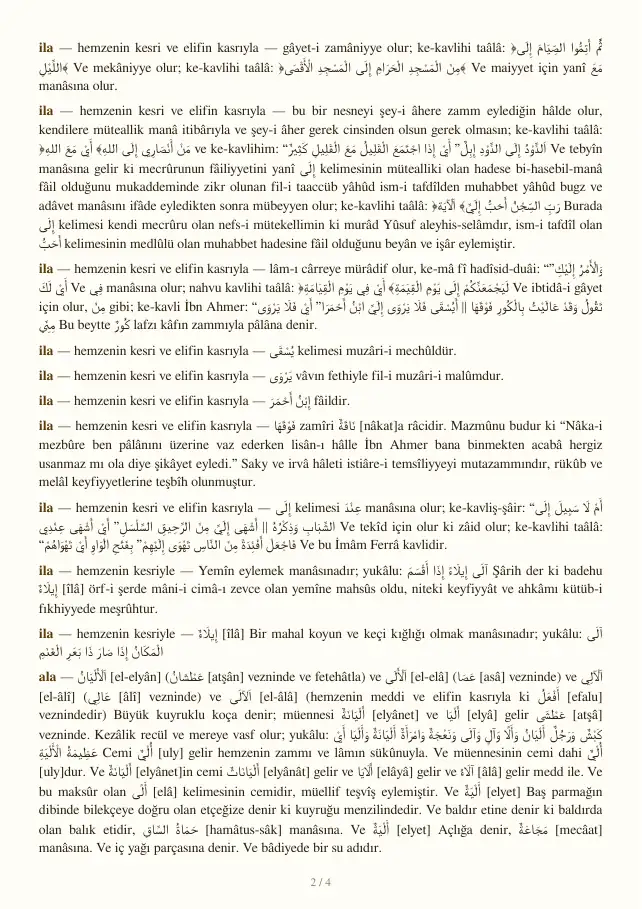 ila — hemzenin kesri ve elifin kasrıyla — gâyet-i zamâniyye olur; ke-kavlihi taâlâ: ﴿ثُمَّ أَتِمُّوا الصِّيَامَ إِلَى
اللَّيْلِ﴾ Ve mekâniyye olur; ke-kavlihi taâlâ: ﴿مِنَ الْمَسْجِدِ الْحَرَامِ إِلَى الْمَسْجِدِ الْأَقْصَى﴾ Ve maiyyet için yanî مَعَ
manâsına olur.
ila — hemzenin kesri ve elifin kasrıyla — bu bir nesneyi şey-i âhere zamm eylediğin hâlde olur,
kendilere müteallik manâ itibârıyla ve şey-i âher gerek cinsinden olsun gerek olmasın; ke-kavlihi taâlâ:
﴿مَنْ أَنْصَارِي إِلَى اللهِ﴾ أَيْ مَعَ اللهِ ve ke-kavlihim: “اَلذَّوْدُ إِلَى الذَّوْدِ إِبِلٌ” أَيْ إِذَا اجْتَمَعَ الْقَلِيلُ مَعَ الْقَلِيلِ كَثِيرٌ Ve tebyîn
manâsına gelir ki mecrûrunun fâiliyyetini yanî إِلَى kelimesinin mütealliki olan hadese bi-hasebil-manâ
fâil olduğunu mukaddeminde zikr olunan fil-i taaccüb yâhûd ism-i tafdîlden muhabbet yâhûd bugz ve
adâvet manâsını ifâde eyledikten sonra mübeyyen olur; ke-kavlihi taâlâ: ﴿رَبِّ السِّجْنُ أَحَبُّ إِلَيَّ﴾ اَلْآيَةَ Burada
إِلَى kelimesi kendi mecrûru olan nefs-i mütekellimin ki murâd Yûsuf aleyhis-selâmdır, ism-i tafdîl olan
أَحَبُّ kelimesinin medlûlü olan muhabbet hadesine fâil olduğunu beyân ve işâr eylemiştir.
ila — hemzenin kesri ve elifin kasrıyla — lâm-ı cârreye mürâdif olur, ke-mâ fî hadîsid-duâi: “وَالْأَمْرُ إِلَيْكَ”
أَيْ لَكَ Ve فِي manâsına olur; nahvu kavlihi taâlâ: ﴿لَيَجْمَعَنَّكُمْ إِلَى يَوْمِ الْقِيَمَةِ﴾ أَيْ فِي يَوْمِ الْقِيَامَةِ Ve ibtidâ-i gâyet
için olur, مِنْ gibi; ke-kavli İbn Ahmer: “تَقُولُ وَقَدْ عَالَيْتُ بِالْكُورِ فَوْقَهَا || أَيُسْقَى فَلَا يَرْوَى إِلَيَّ ابْنُ أَحْمَرَا” أَيْ فَلَا يَرْوَى
مِنِّي Bu beytte كُورٌ lafzı kâfın zammıyla pâlâna denir.
ila — hemzenin kesri ve elifin kasrıyla — يُسْقَى kelimesi muzâri-i mechûldür.
ila — hemzenin kesri ve elifin kasrıyla — يَرْوَى vâvın fethiyle fil-i muzâri-i malûmdur.
ila — hemzenin kesri ve elifin kasrıyla — إِبْنُ أَحْمَرَ fâildir.
ila — hemzenin kesri ve elifin kasrıyla — فَوْقَهَا zamîri نَاقَةٌ [nâkat]a râcidir. Mazmûnu budur ki “Nâka-i
mezbûre ben pâlânını üzerine vaz ederken lisân-ı hâlle İbn Ahmer bana binmekten acabâ hergiz
usanmaz mı ola diye şikâyet eyledi.” Saky ve irvâ hâleti istiâre-i temsîliyyeyi mutazammındır, rükûb ve
melâl keyfiyyetlerine teşbîh olunmuştur.
ila — hemzenin kesri ve elifin kasrıyla — إِلَى kelimesi عِنْدَ manâsına olur; ke-kavliş-şâir: “أَمْ لَا سَبِيلَ إِلَى
الشَّبَابِ وَذِكْرُهُ || أَشْهَى إِلَيَّ مِنَ الرَّحِيقِ السَّلْسَلِ” أَيْ أَشْهَى عِنْدِي Ve tekîd için olur ki zâid olur; ke-kavlihi taâlâ:
“فَاجْعَلْ أَفْئِدَةً مِنَ النَّاسِ تَهْوَى إِلَيْهِمْ” بِفَتْحِ الْوَاوِ أَيْ تَهْوَاهُمْ Ve bu İmâm Ferrâ kavlidir.
ila — hemzenin kesriyle — Yemîn eylemek manâsınadır; yukâlu: آلَى إِيلَاءً إِذَا أَقْسَمَ Şârih der ki badehu
إِيلَاءٌ [îlâ] örf-i şerde mâni-i cimâ-ı zevce olan yemîne mahsûs oldu, niteki keyfiyyât ve ahkâmı kütüb-i
fıkhiyyede meşrûhtur.
ila — hemzenin kesriyle — إِيلَاءٌ [îlâ] Bir mahal koyun ve keçi kığlığı olmak manâsınadır; yukâlu: آلَى
الْمَكَانُ إِذَا صَارَ ذَا بَعَرِ الْغَنَمِ
ala — اَلْأَلْيَانُ [el-elyân] (عَطْشَانُ [atşân] vezninde ve fetehâtla) ve اَلْأَلَى [el-elâ] (عَصَا [asâ] vezninde) ve اَلْآلِي
[el-âlî] (عَالِي [âlî] vezninde) ve اَلْآلَى [el-âlâ] (hemzenin meddi ve elifin kasrıyla ki أَفْعَلُ [efalu]
veznindedir) Büyük kuyruklu koça denir; müennesi أَلْيَانَةٌ [elyânet] ve أَلْيَا [elyâ] gelir عَطْشَى [atşâ]
vezninde. Kezâlik recül ve mereye vasf olur; yukâlu: كَبْشٌ وَرَجُلٌ أَلْيَانُ وَأَلًا وَآلٍ وَآلَى وَنَعْجَةٌ وَامْرَأَةٌ أَلْيَانَةٌ وَأَلْيَا أَيْ
عَظِيمَةُ الْأَلْيَةِ Cemi أُلْيٌ [uly] gelir hemzenin zammı ve lâmın sükûnuyla. Ve müennesinin cemi dahi أُلْيٌ
[uly]dur. Ve أَلْيَانَةٌ [elyânet]in cemi أَلْيَانَاتٌ [elyânât] gelir ve أَلَايَا [elâyâ] gelir ve آلَاءُ [âlâ] gelir medd ile. Ve
bu maksûr olan أَلَى [elâ] kelimesinin cemidir, müellif teşvîş eylemiştir. Ve أَلْيَةٌ [elyet] Baş parmağın
dibinde bilekçeye doğru olan etçeğize denir ki kuyruğu menzilindedir. Ve baldır etine denir ki baldırda
olan balık etidir, حَمَاةُ السَّاقِ [hamâtus-sâk] manâsına. Ve أَلْيَةٌ [elyet] Açlığa denir, مَجَاعَةٌ [mecâat]
manâsına. Ve iç yağı parçasına denir. Ve bâdiyede bir su adıdır.
2 / 4